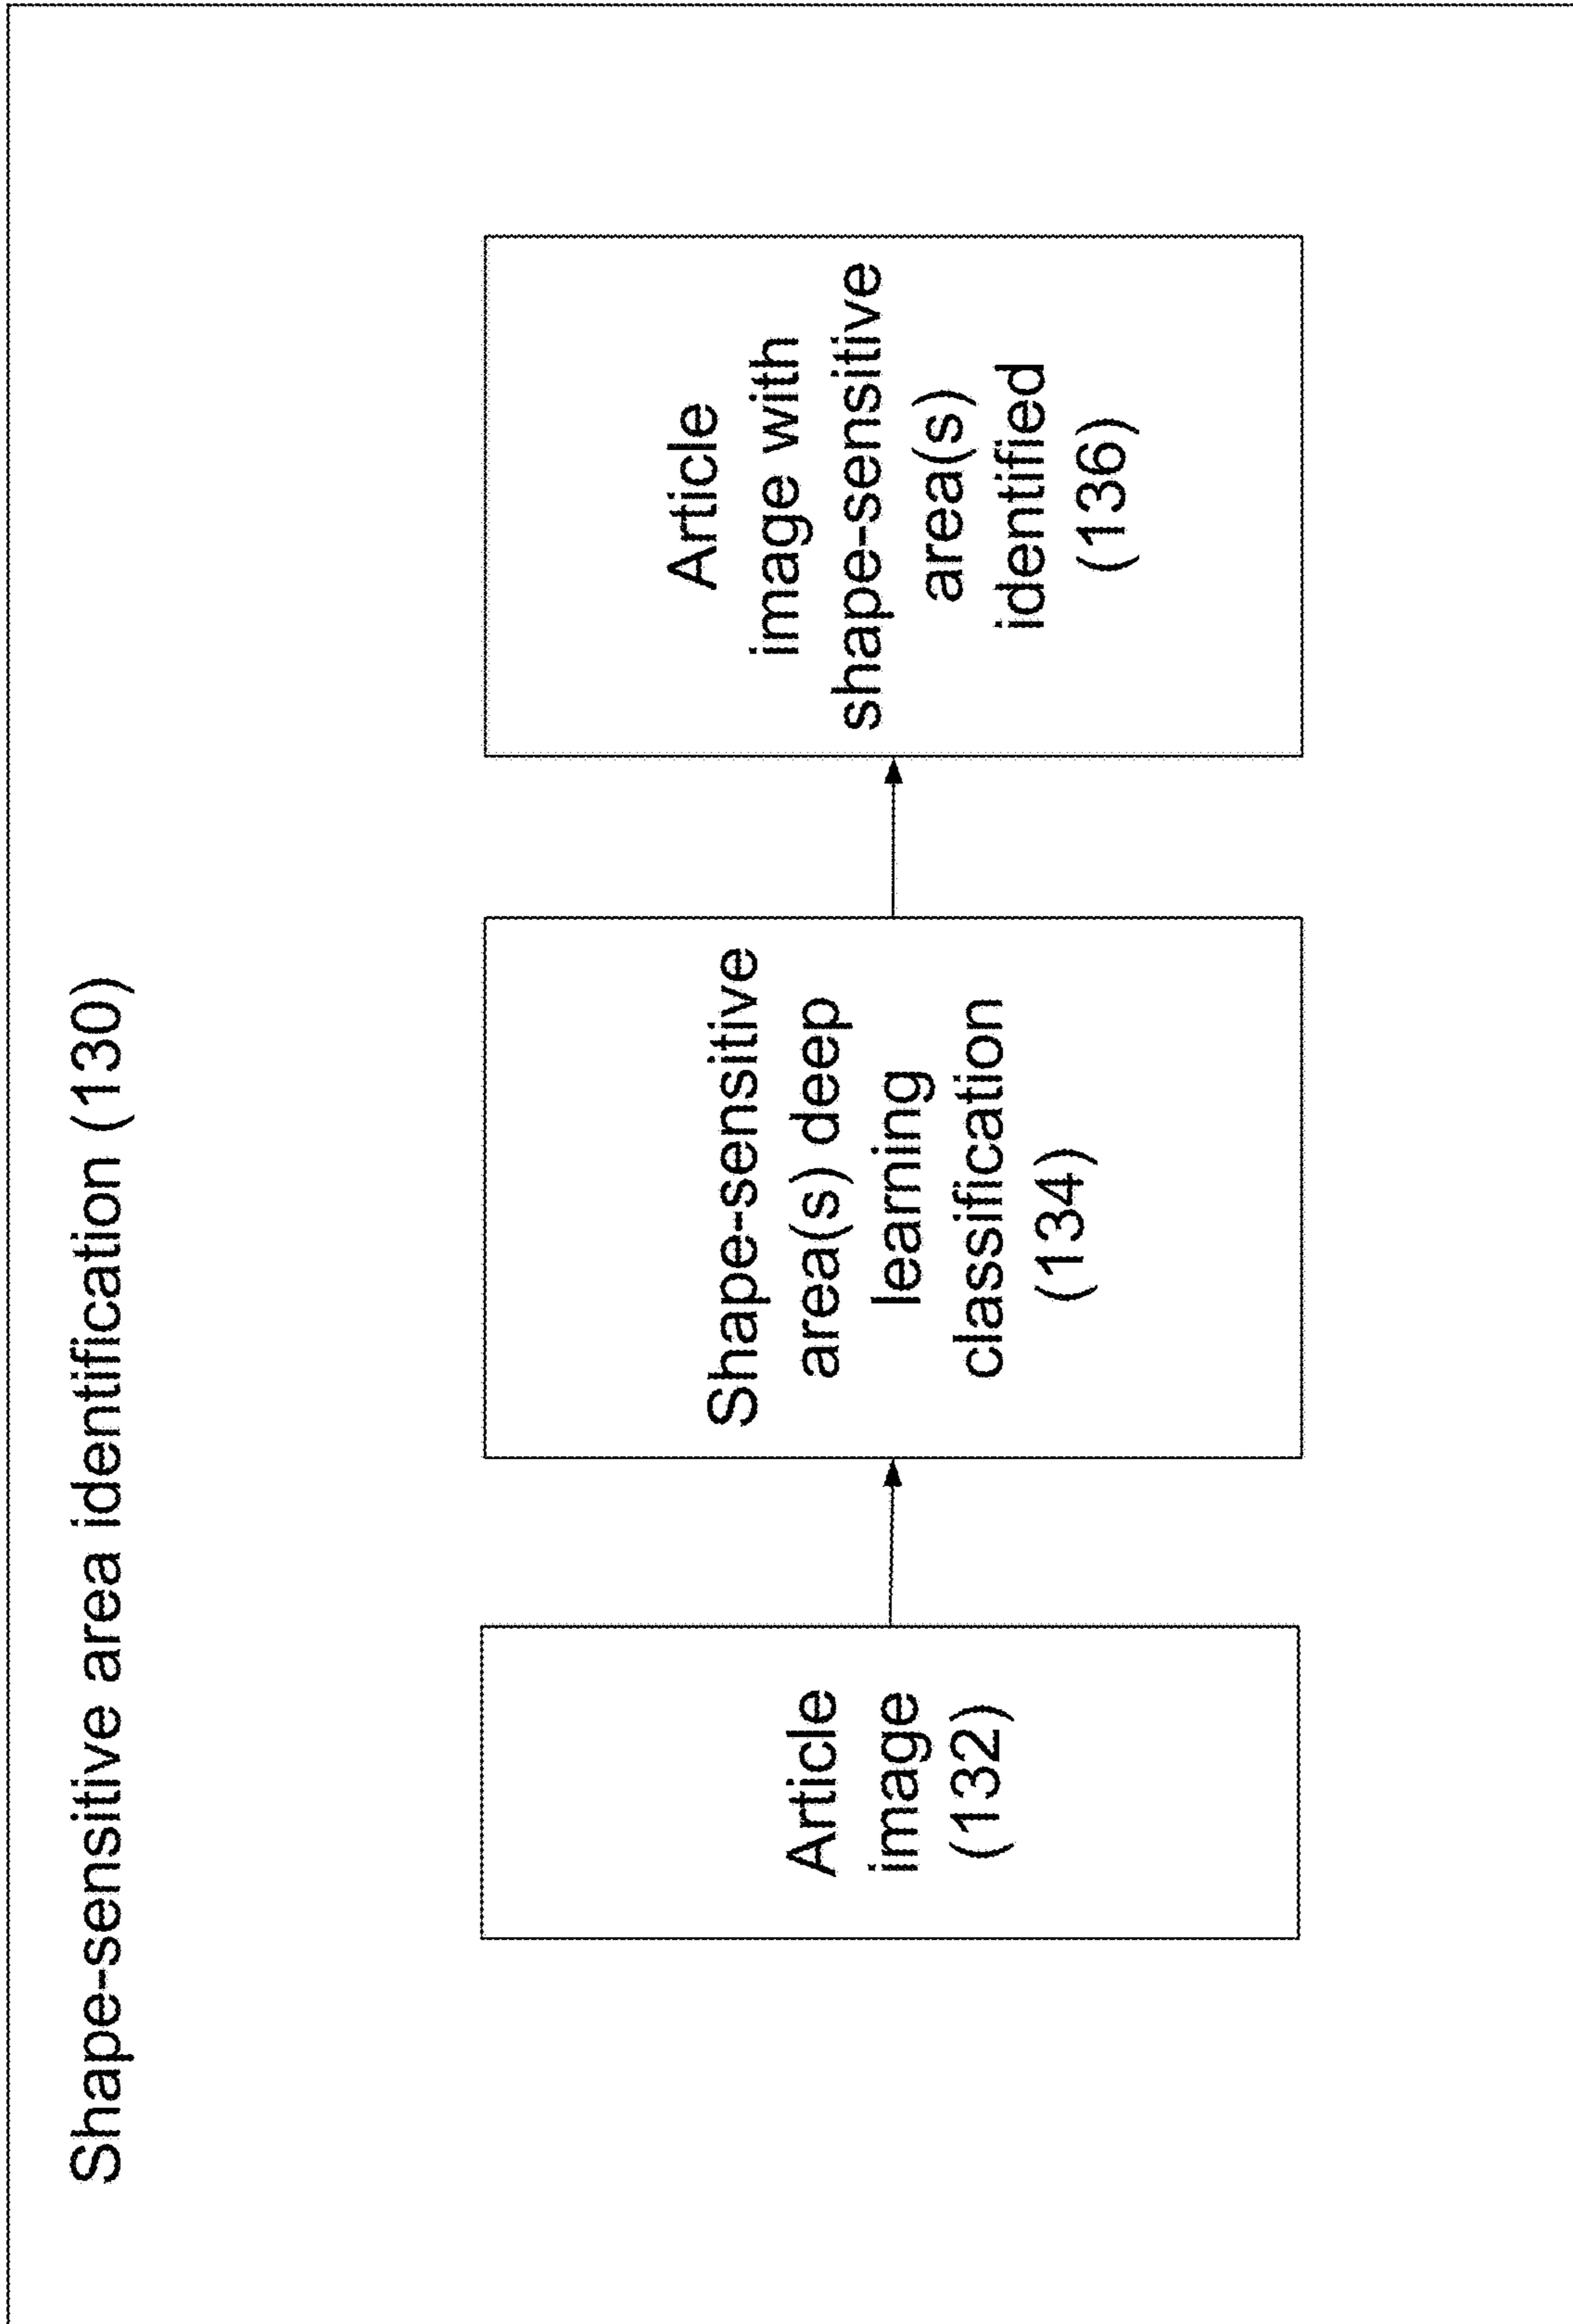 Shape-sensitive area identification (130)
Article
image
(132)
Shape-sensitive
area(s) deep
learning
classification
(134)
Article
image with
shape-sensitive
area(s)
identified
(136)